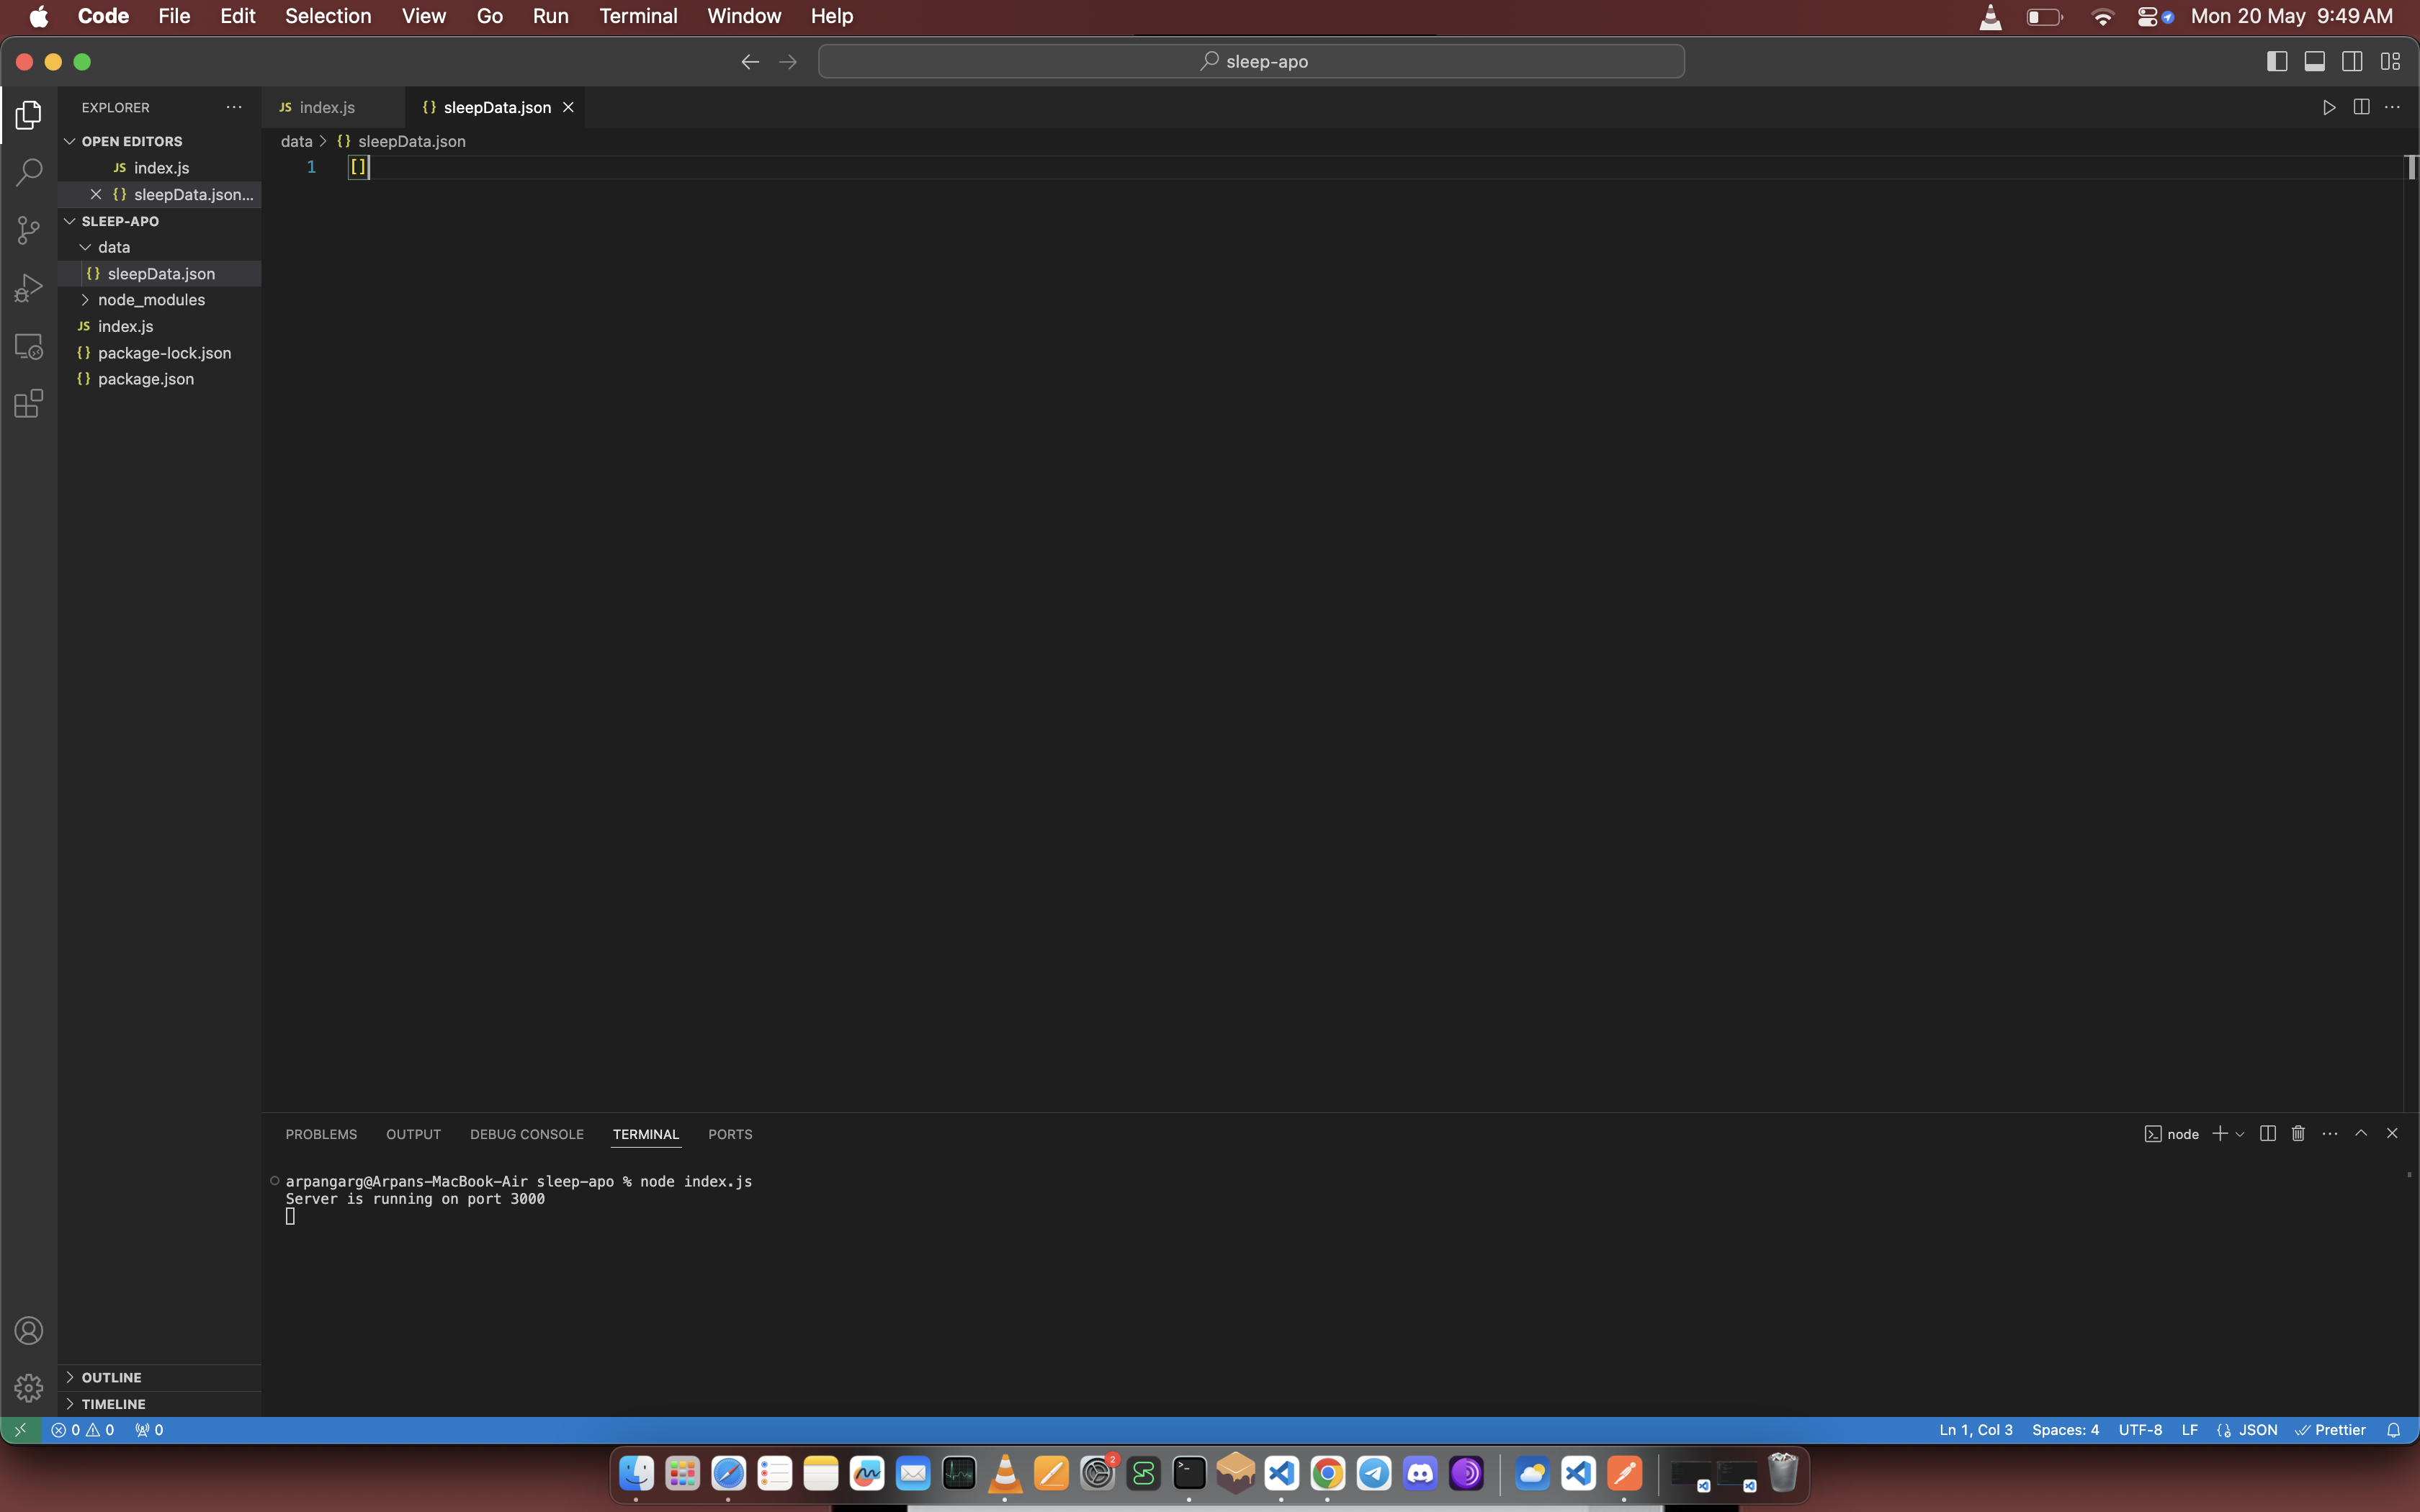 Code File Edit Selection View Go Run Terminal Window Help Mon 20 May 9:49 AM
sleep-apo
EXPLORER
JS index.js {} sleepData.json
OPEN EDITORS
JS index.js
{} sleepData.json...
SLEEP-APO
data
{} sleepData.json
node_modules
JS index.js
{} package-lock.json
{} package.json
OUTLINE
TIMELINE
data > {} sleepData.json
1 []
PROBLEMS OUTPUT DEBUG CONSOLE TERMINAL PORTS node
arpangarg@Arpans-MacBook-Air sleep-apo % node index.js
Server is running on port 3000
0 0 0 Ln 1, Col 3 Spaces: 4 UTF-8 LF {} JSON Prettier
2